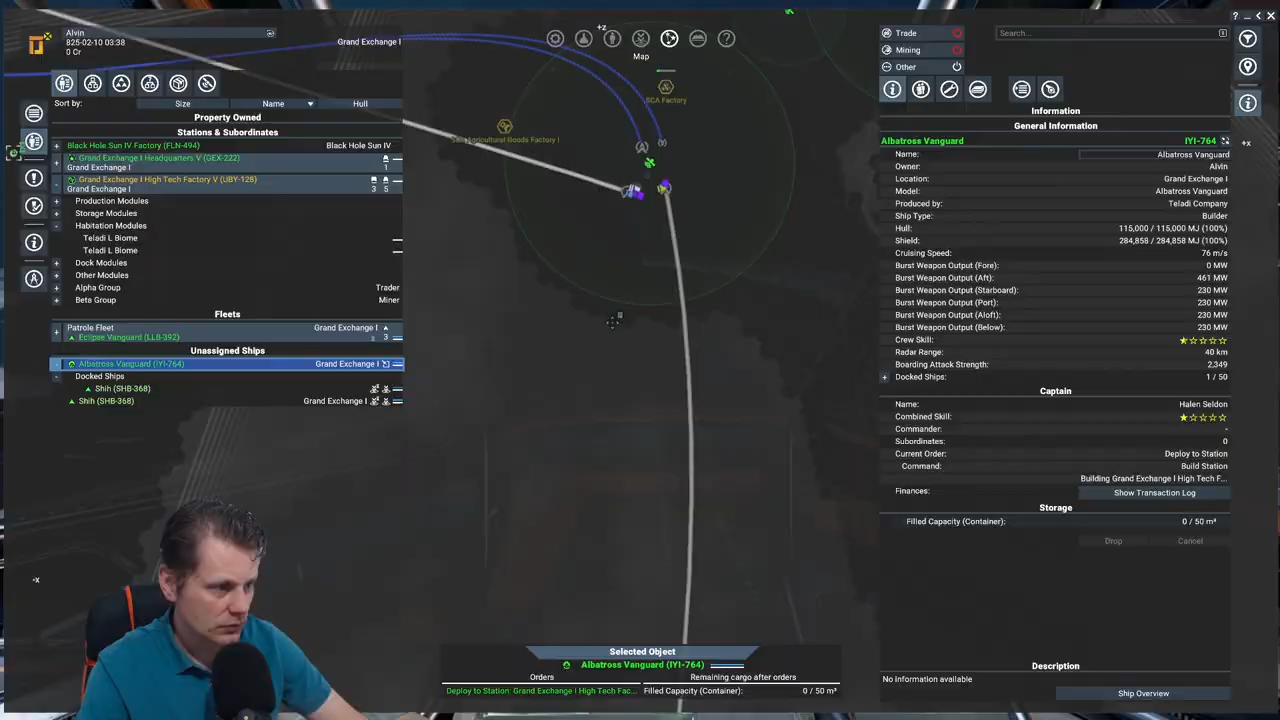 Alvin
825-02-10 03:38
0 Cr
Grand Exchange I
Sort by:
Size
Name
Hull
Property Owned
Stations & Subordinates
Black Hole Sun IV Factory (FLN-494)
Black Hole Sun IV
Grand Exchange I Headquarters V (GEX-222)
Grand Exchange I
1
Grand Exchange I High Tech Factory V (UBY-128)
Grand Exchange I
3 5
Production Modules
Storage Modules
Habitation Modules
Teladi L Biome
Teladi L Biome
Dock Modules
Other Modules
Alpha Group
Trader
Beta Group
Miner
Fleets
Patrole Fleet
Grand Exchange I
Eclipse Vanguard (LLB-392)
3
Unassigned Ships
Albatross Vanguard (IYI-764)
Grand Exchange I
Docked Ships
Shih (SHB-368)
Shih (SHB-368)
Grand Exchange I
+z
Map
SCA Factory
Agricultural Goods Factory I
-x
Selected Object
Albatross Vanguard (IYI-764)
Orders
Remaining cargo after orders
Deploy to Station: Grand Exchange I High Tech Fac...
Filled Capacity (Container):
0 / 50 m³
Trade
Mining
Other
Search...
Information
General Information
Albatross Vanguard
IYI-764
Name:
Albatross Vanguard
Owner:
Alvin
Location:
Grand Exchange I
Model:
Albatross Vanguard
Produced by:
Teladi Company
Ship Type:
Builder
Hull:
115,000 / 115,000 MJ (100%)
Shield:
284,858 / 284,858 MJ (100%)
Cruising Speed:
76 m/s
Burst Weapon Output (Fore):
0 MW
Burst Weapon Output (Aft):
461 MW
Burst Weapon Output (Starboard):
230 MW
Burst Weapon Output (Port):
230 MW
Burst Weapon Output (Aloft):
230 MW
Burst Weapon Output (Below):
230 MW
Crew Skill:
Radar Range:
40 km
Boarding Attack Strength:
2,349
Docked Ships:
1 / 50
Captain
Name:
Halen Seldon
Combined Skill:
Commander:
-
Subordinates:
0
Current Order:
Deploy to Station
Command:
Build Station
Building Grand Exchange I High Tech F...
Finances:
Show Transaction Log
Storage
Filled Capacity (Container):
0 / 50 m³
Drop
Cancel
Description
No information available
Ship Overview
+x